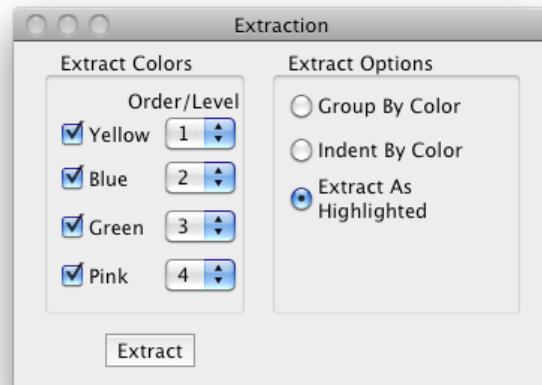 Extraction
Extract Colors
Order/Level
Yellow 1
Blue 2
Green 3
Pink 4
Extract
Extract Options
Group By Color
Indent By Color
Extract As
Highlighted